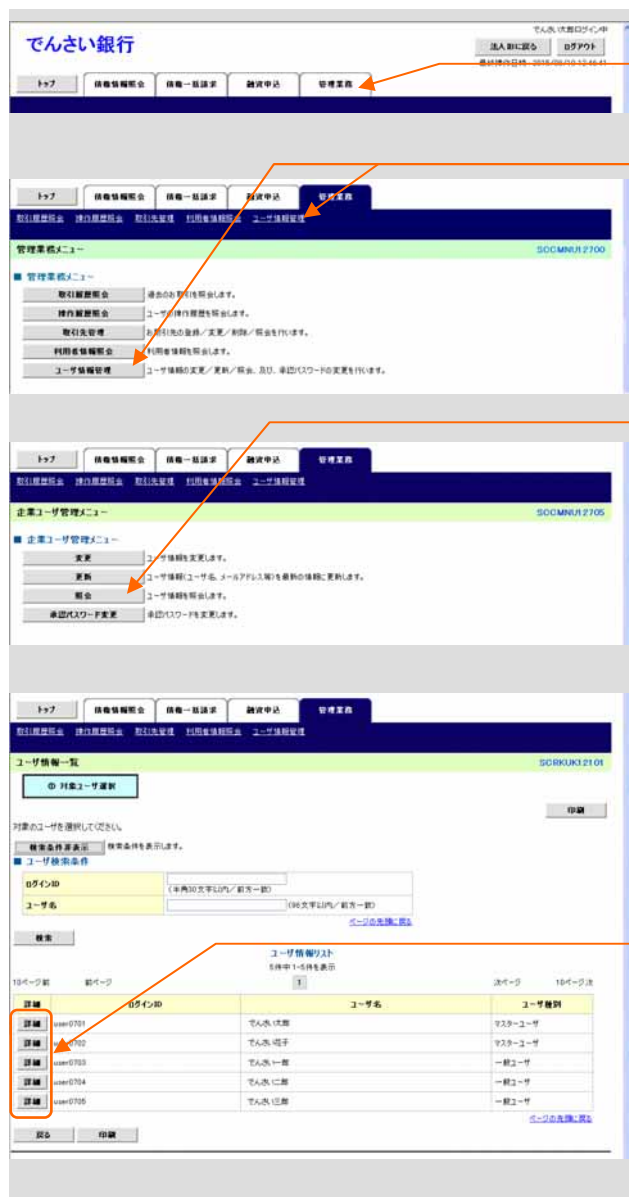 でんさい銀行
でんさい太郎ログイン中
法人IBに戻る ログアウト
最終操作日時：2015/08/10 12:46:41
トップ 債権情報照会 債権一括請求 融資申込 管理業務
トップ 債権情報照会 債権一括請求 融資申込 管理業務
取引履歴照会 操作履歴照会 取引先管理 利用者情報照会 ユーザ情報管理
管理業務メニュー SCCMNU12700
■ 管理業務メニュー
取引履歴照会 過去のお取引を照会します。
操作履歴照会 ユーザの操作履歴を照会します。
取引先管理 お取引先の登録／変更／削除／照会を行います。
利用者情報照会 利用者情報を照会します。
ユーザ情報管理 ユーザ情報の変更／更新／照会、及び、承認パスワードの変更を行います。
トップ 債権情報照会 債権一括請求 融資申込 管理業務
取引履歴照会 操作履歴照会 取引先管理 利用者情報照会 ユーザ情報管理
企業ユーザ管理メニュー SCCMNU12705
■ 企業ユーザ管理メニュー
変更 ユーザ情報を変更します。
更新 ユーザ情報(ユーザ名、メールアドレス等)を最新の情報に更新します。
照会 ユーザ情報を照会します。
承認パスワード変更 承認パスワードを変更します。
トップ 債権情報照会 債権一括請求 融資申込 管理業務
取引履歴照会 操作履歴照会 取引先管理 利用者情報照会 ユーザ情報管理
ユーザ情報一覧 SCRKUK12101
① 対象ユーザ選択
印刷
対象のユーザを選択してください。
検索条件非表示 検索条件を表示します。
■ ユーザ検索条件
ログインID (半角30文字以内／前方一致)
ユーザ名 (96文字以内／前方一致)
ページの先頭に戻る
検索
ユーザ情報リスト
5件中 1-5件を表示
10ページ前 前ページ 1 次ページ 10ページ次
詳細 ログインID ユーザ名 ユーザ種別
詳細 user0701 でんさい太郎 マスターユーザ
詳細 user0702 でんさい花子 マスターユーザ
詳細 user0703 でんさい一郎 一般ユーザ
詳細 user0704 でんさい二郎 一般ユーザ
詳細 user0705 でんさい三郎 一般ユーザ
ページの先頭に戻る
戻る 印刷